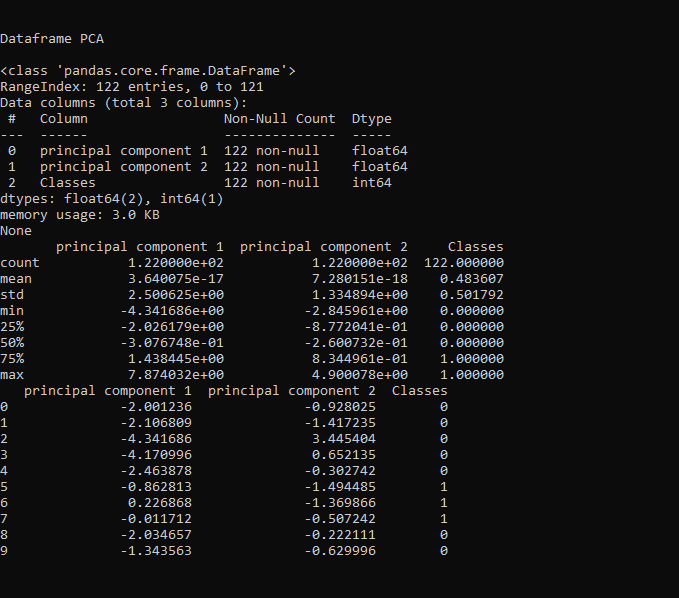 Dataframe PCA
<class 'pandas.core.frame.DataFrame'>
RangeIndex: 122 entries, 0 to 121
Data columns (total 3 columns):
 #   Column                 Non-Null Count  Dtype
---  ------                 --------------  -----
 0   principal component 1  122 non-null    float64
 1   principal component 2  122 non-null    float64
 2   Classes                122 non-null    int64
dtypes: float64(2), int64(1)
memory usage: 3.0 KB
None
       principal component 1  principal component 2     Classes
count           1.220000e+02           1.220000e+02  122.000000
mean            3.640075e-17           7.280151e-18    0.483607
std             2.500625e+00           1.334894e+00    0.501792
min            -4.341686e+00          -2.845961e+00    0.000000
25%            -2.026179e+00          -8.772041e-01    0.000000
50%            -3.076748e-01          -2.600732e-01    0.000000
75%             1.438445e+00           8.344961e-01    1.000000
max             7.874032e+00           4.900078e+00    1.000000
   principal component 1  principal component 2  Classes
0              -2.001236              -0.928025        0
1              -2.106809              -1.417235        0
2              -4.341686               3.445404        0
3              -4.170996               0.652135        0
4              -2.463878              -0.302742        0
5              -0.862813              -1.494485        1
6               0.226868              -1.369866        1
7              -0.011712              -0.507242        1
8              -2.034657              -0.222111        0
9              -1.343563              -0.629996        0